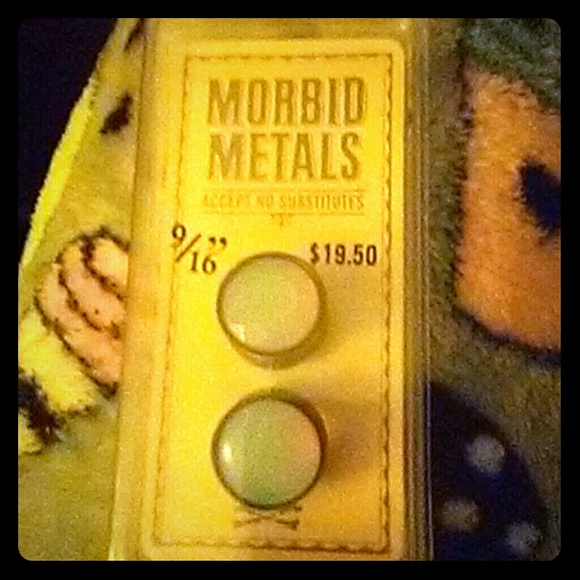 MORBID
METALS
ACCEPT NO SUBSTITUTES
9/16"
$19.50